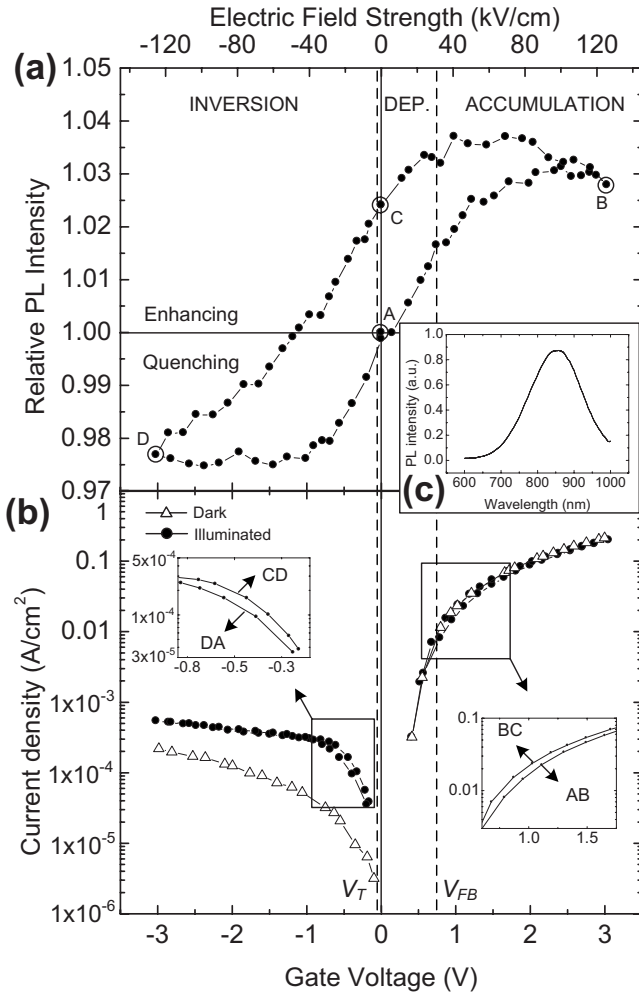 Electric Field Strength (kV/cm)
-120 -80 -40 0 40 80 120
(a)
1.05
1.04
1.03
1.02
1.01
1.00
0.99
0.98
0.97
Relative PL Intensity
INVERSION DEP. ACCUMULATION
C
B
A
D
Enhancing
Quenching
(c)
PL intensity (a.u.)
1.0
0.8
0.6
0.4
0.2
0.0
600 700 800 900 1000
Wavelength (nm)
(b)
1
0.1
0.01
1x10-3
1x10-4
1x10-5
1x10-6
Current density (A/cm2)
Dark
Illuminated
5x10-4
1x10-4
3x10-5
CD
DA
-0.8 -0.5 -0.2
0.1
0.01
BC
AB
1.0 1.5
VT
VFB
-3 -2 -1 0 1 2 3
Gate Voltage (V)